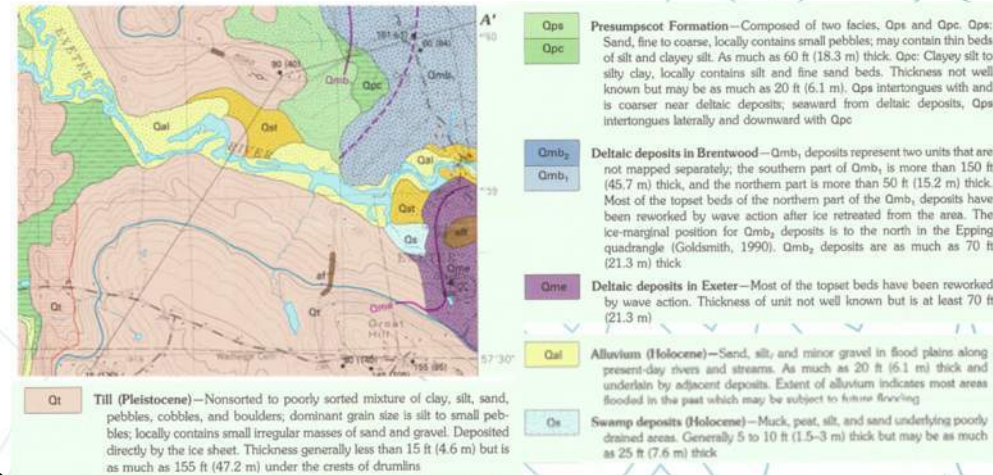 A'
EXETER
RIVER
101 (61)
60 (84)
90 (40)
Qmb
Qmb₁
Qpc
Qal
Qst
Qal
Qst
Qs
aft
Qme
af
Qt
Qt
Qme
Great
Hill
155 (95)
57'30"
Qps
Qpc
Presumpscot Formation—Composed of two facies, Qps and Qpc. Qps:
Sand, fine to coarse, locally contains small pebbles; may contain thin beds
of silt and clayey silt. As much as 60 ft (18.3 m) thick. Qpc: Clayey silt to
silty clay, locally contains silt and fine sand beds. Thickness not well
known but may be as much as 20 ft (6.1 m). Qps intertongues with and
is coarser near deltaic deposits; seaward from deltaic deposits, Qps
intertongues laterally and downward with Qpc
Qmb₂
Qmb₁
Deltaic deposits in Brentwood—Qmb₁ deposits represent two units that are
not mapped separately; the southern part of Qmb₁ is more than 150 ft
(45.7 m) thick, and the northern part is more than 50 ft (15.2 m) thick.
Most of the topset beds of the northern part of the Qmb₁ deposits have
been reworked by wave action after ice retreated from the area. The
ice-marginal position for Qmb₂ deposits is to the north in the Epping
quadrangle (Goldsmith, 1990). Qmb₂ deposits are as much as 70 ft
(21.3 m) thick
Qme
Deltaic deposits in Exeter—Most of the topset beds have been reworked
by wave action. Thickness of unit not well known but is at least 70 ft
(21.3 m)
Qal
Alluvium (Holocene)—Sand, silt, and minor gravel in flood plains along
present-day rivers and streams. As much as 20 ft (6.1 m) thick and
underlain by adjacent deposits. Extent of alluvium indicates most areas
flooded in the past which may be subject to future flooding
Qs
Swamp deposits (Holocene)—Muck, peat, silt, and sand underlying poorly
drained areas. Generally 5 to 10 ft (1.5–3 m) thick but may be as much
as 25 ft (7.6 m) thick
Qt
Till (Pleistocene)—Nonsorted to poorly sorted mixture of clay, silt, sand,
pebbles, cobbles, and boulders; dominant grain size is silt to small peb-
bles; locally contains small irregular masses of sand and gravel. Deposited
directly by the ice sheet. Thickness generally less than 15 ft (4.6 m) but is
as much as 155 ft (47.2 m) under the crests of drumlins